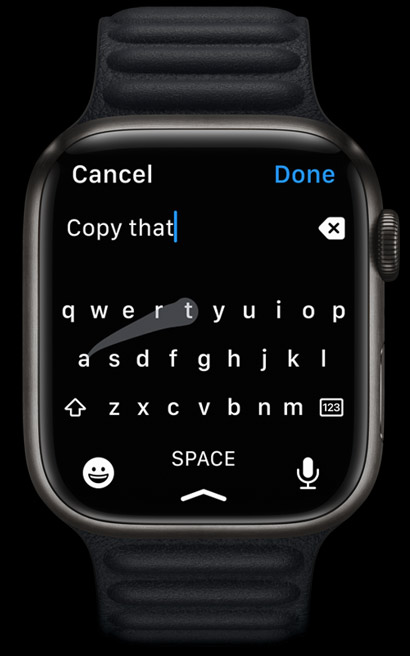 Cancel Done
Copy that
q w e r t y u i o p
a s d f g h j k l
z x c v b n m 123
SPACE